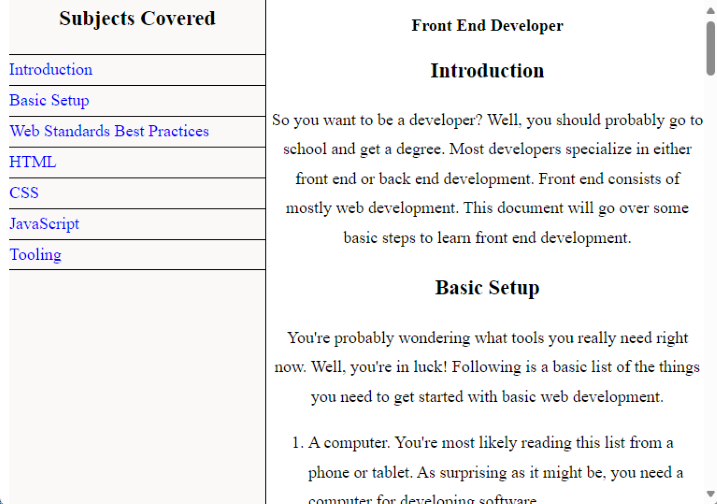 Subjects Covered
Introduction
Basic Setup
Web Standards Best Practices
HTML
CSS
JavaScript
Tooling
Front End Developer
Introduction
So you want to be a developer? Well, you should probably go to
school and get a degree. Most developers specialize in either
front end or back end development. Front end consists of
mostly web development. This document will go over some
basic steps to learn front end development.
Basic Setup
You're probably wondering what tools you really need right
now. Well, you're in luck! Following is a basic list of the things
you need to get started with basic web development.
1. A computer. You're most likely reading this list from a
phone or tablet. As surprising as it might be, you need a
computer for developing software.